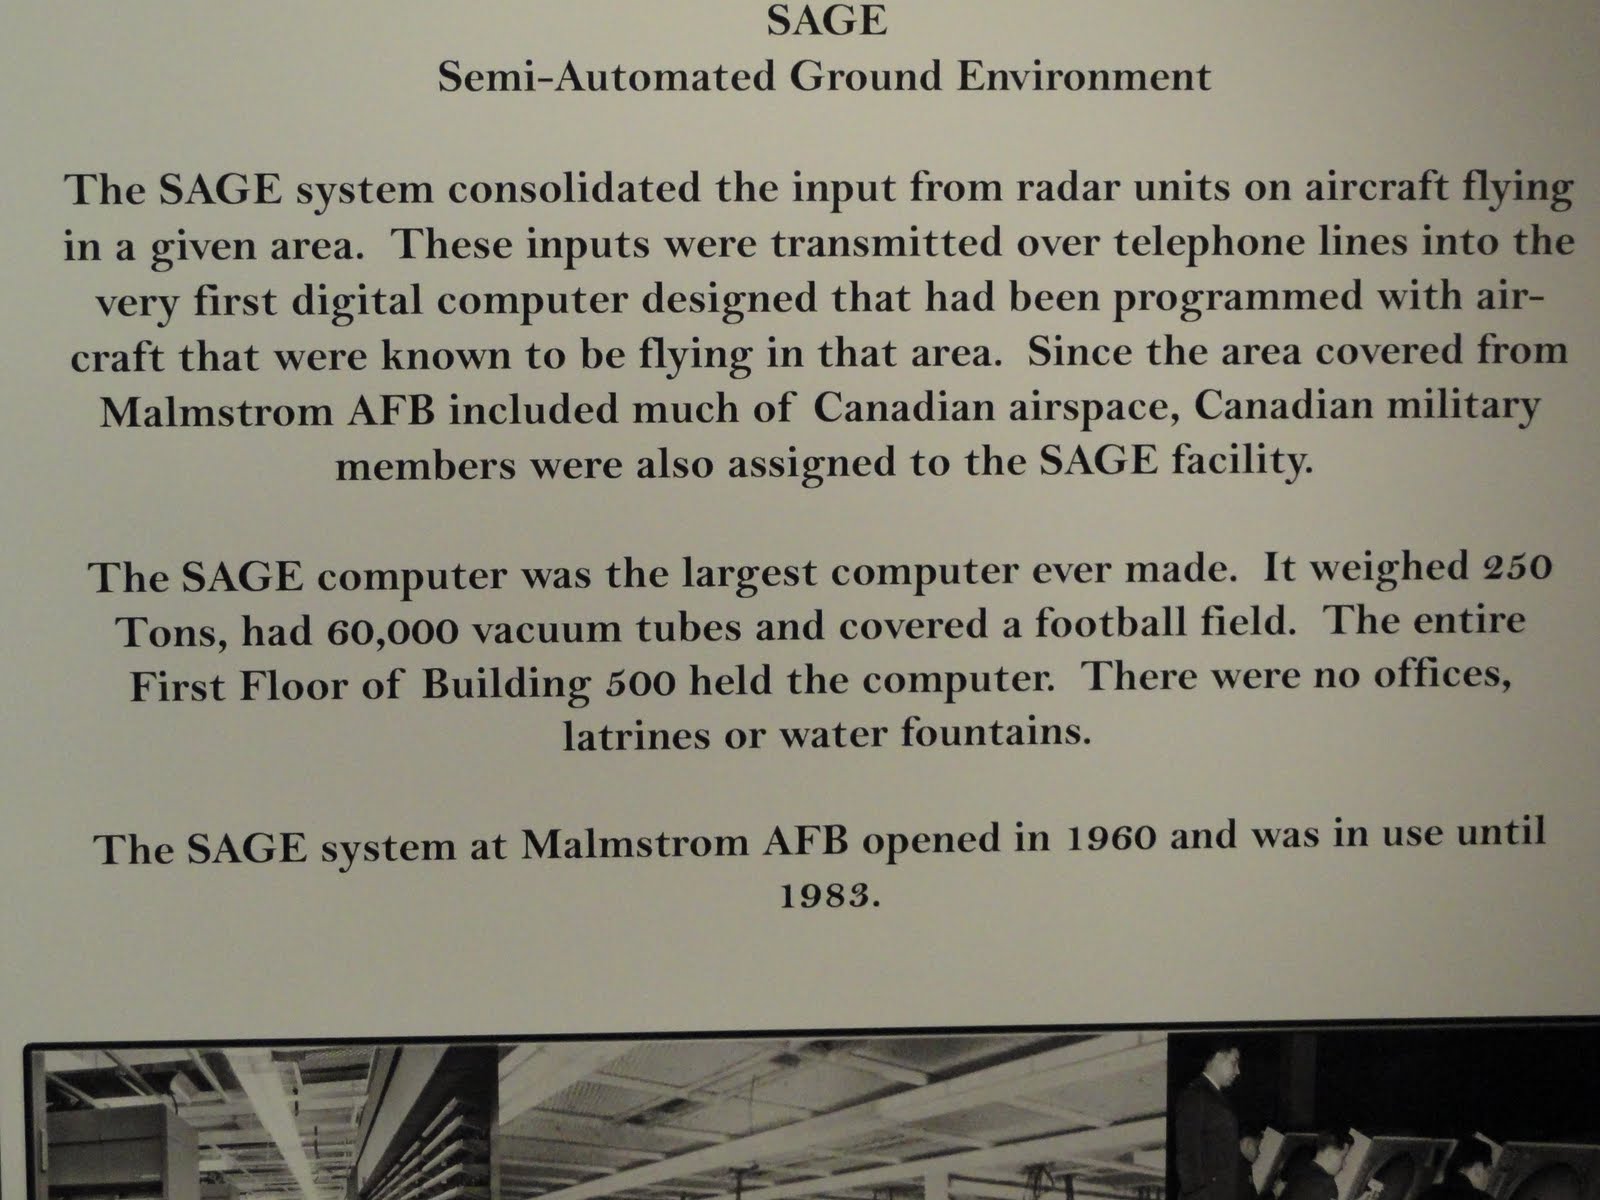 SAGE
Semi-Automated Ground Environment
The SAGE system consolidated the input from radar units on aircraft flying
in a given area. These inputs were transmitted over telephone lines into the
very first digital computer designed that had been programmed with air-
craft that were known to be flying in that area. Since the area covered from
Malmstrom AFB included much of Canadian airspace, Canadian military
members were also assigned to the SAGE facility.
The SAGE computer was the largest computer ever made. It weighed 250
Tons, had 60,000 vacuum tubes and covered a football field. The entire
First Floor of Building 500 held the computer. There were no offices,
latrines or water fountains.
The SAGE system at Malmstrom AFB opened in 1960 and was in use until
1983.